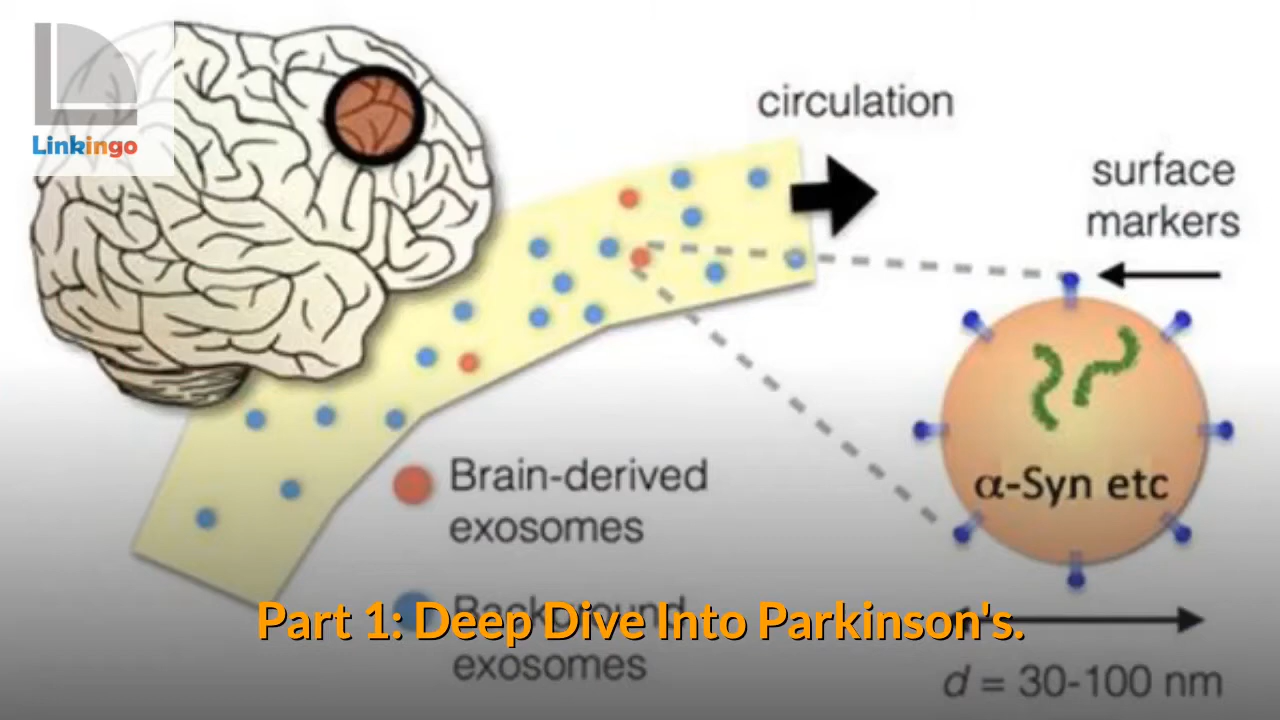 Linkingo
circulation
surface
markers
α-Syn etc
Brain-derived
exosomes
Background
exosomes
Part 1: Deep Dive Into Parkinson's.
d = 30-100 nm